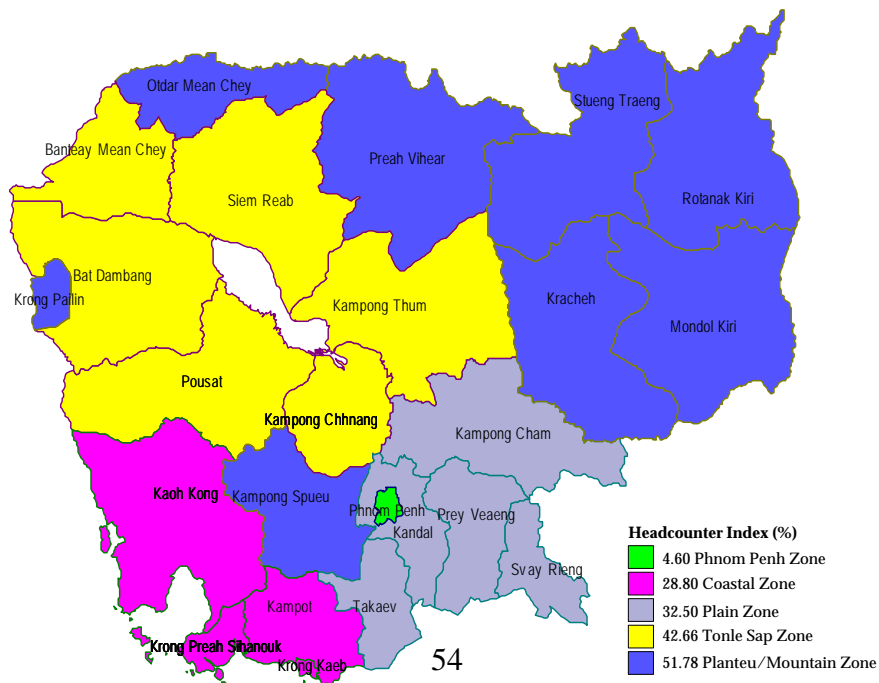 Otdar Mean Chey
Stueng Traeng
Banteay Mean Chey
Preah Vihear
Siem Reab
Rotanak Kiri
Bat Dambang
Krong Pailin
Kampong Thum
Kracheh
Mondol Kiri
Pousat
Kampong Chhnang
Kampong Cham
Kaoh Kong
Kampong Spueu
Phnom Penh
Prey Veaeng
Kandal
Svay Rieng
Kampot
Takaev
Krong Preah Sihanouk
Krong Kaeb
54
Headcounter Index (%)
4.60 Phnom Penh Zone
28.80 Coastal Zone
32.50 Plain Zone
42.66 Tonle Sap Zone
51.78 Planteu/Mountain Zone